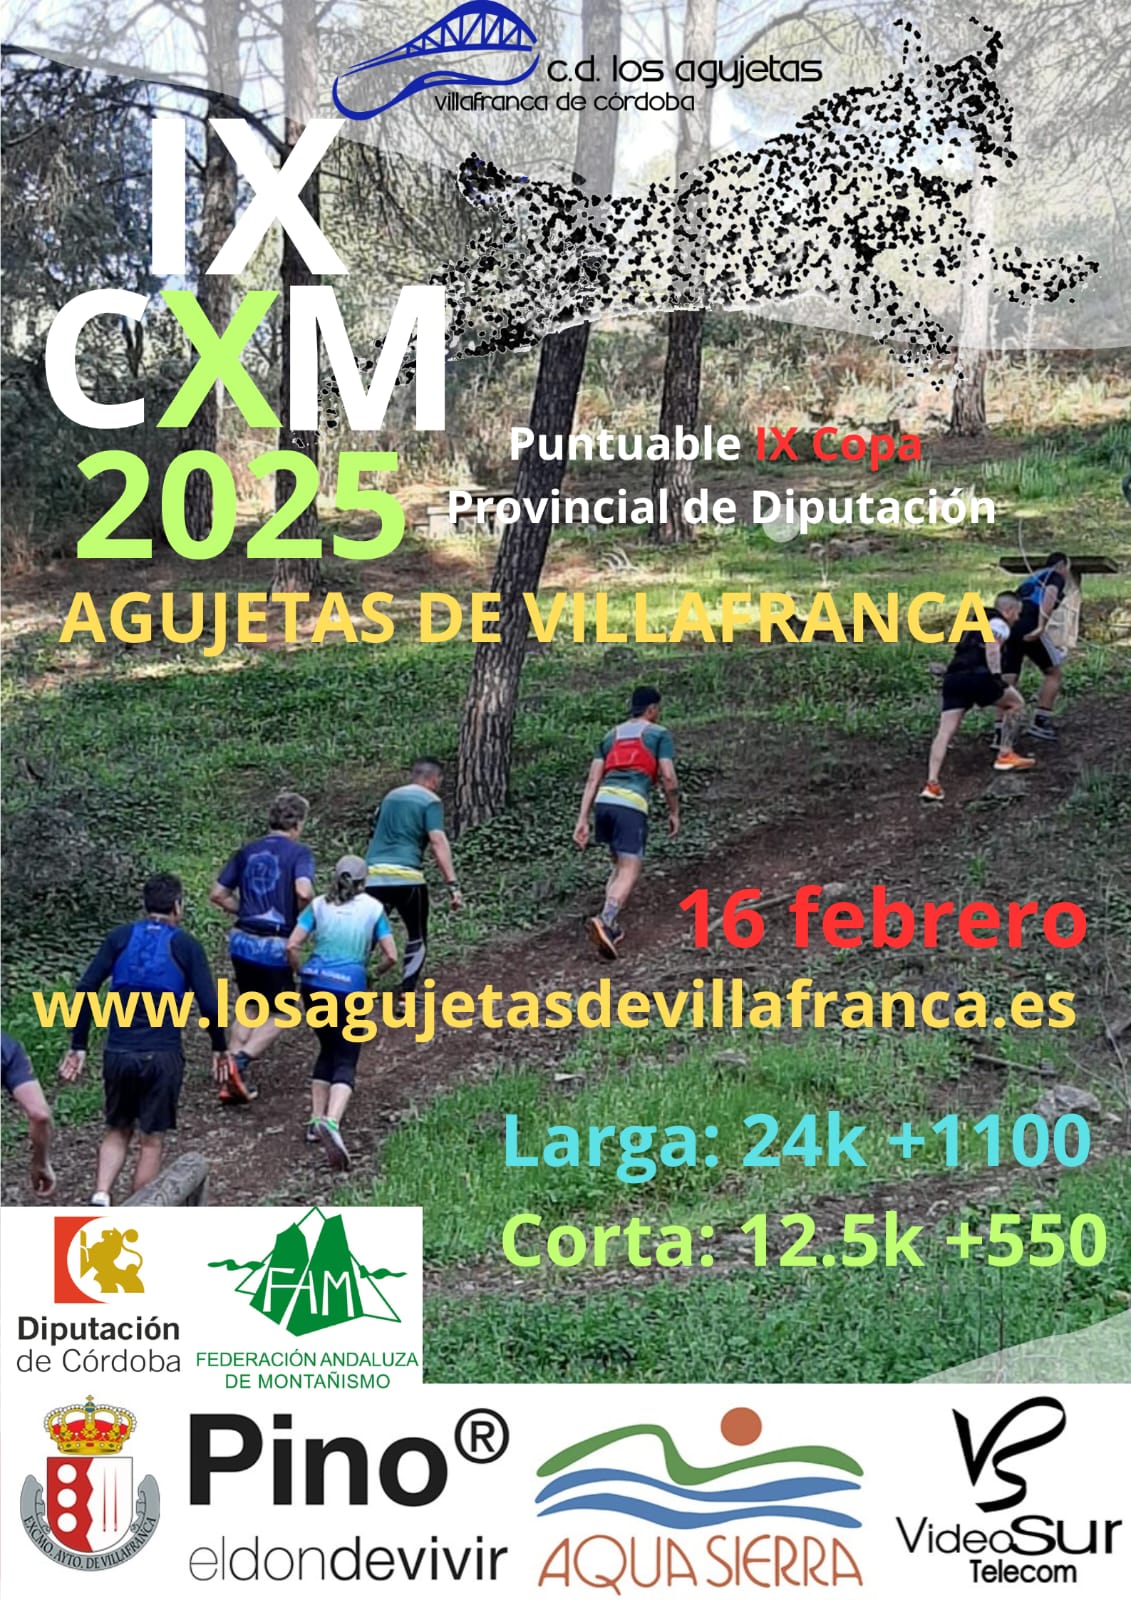 c.d. los agujetas
villafranca de córdoba
IX
CXM
2025
Puntuable IX Copa
Provincial de Diputación
AGUJETAS DE VILLAFRANCA
16 febrero
www.losagujetasdevillafranca.es
Larga: 24k +1100
Corta: 12.5k +550
Diputación
de Córdoba
FAM
FEDERACIÓN ANDALUZA
DE MONTAÑISMO
EXCMO. AYTO. DE VILLAFRANCA
Pino®
eldondevivir
AQUA SIERRA
VS
VideoSur
Telecom